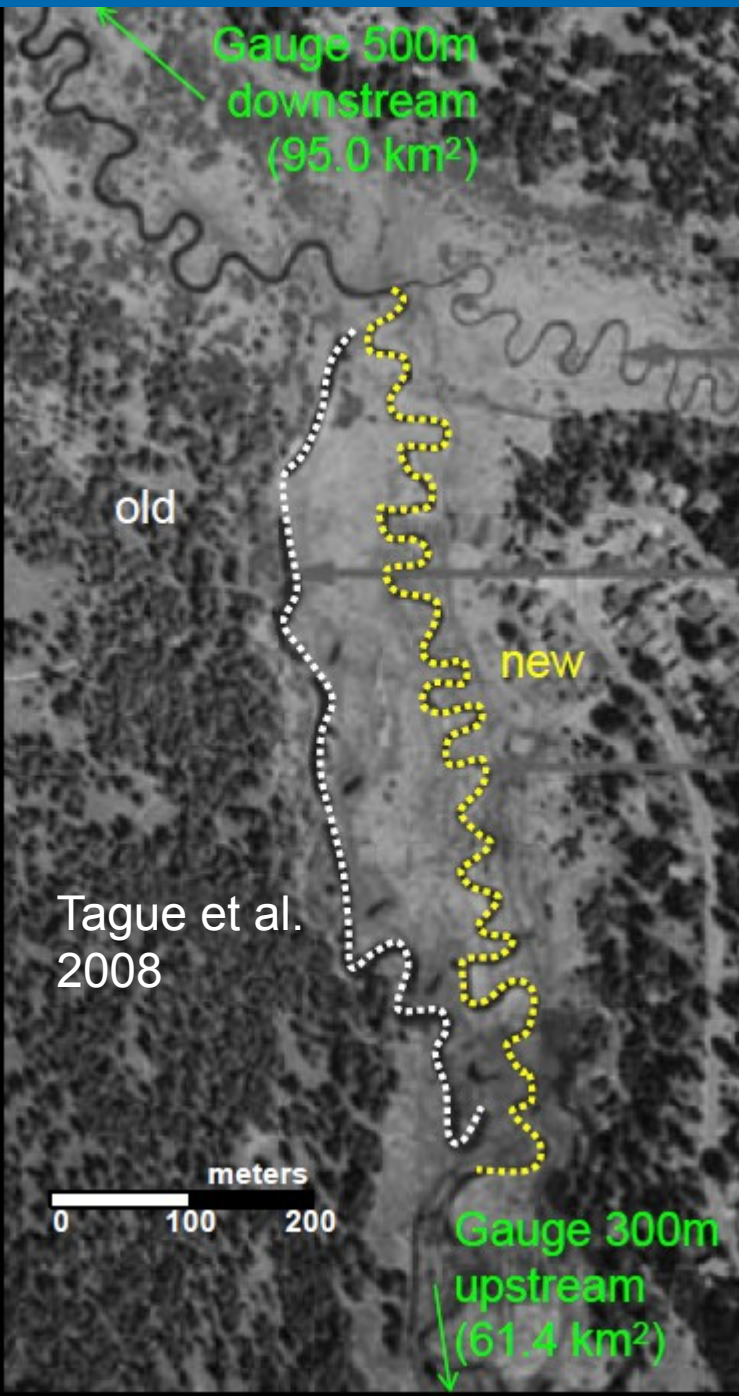 Gauge 500m
downstream
(95.0 km²)
old
new
Tague et al.
2008
meters
0 100 200
Gauge 300m
upstream
(61.4 km²)